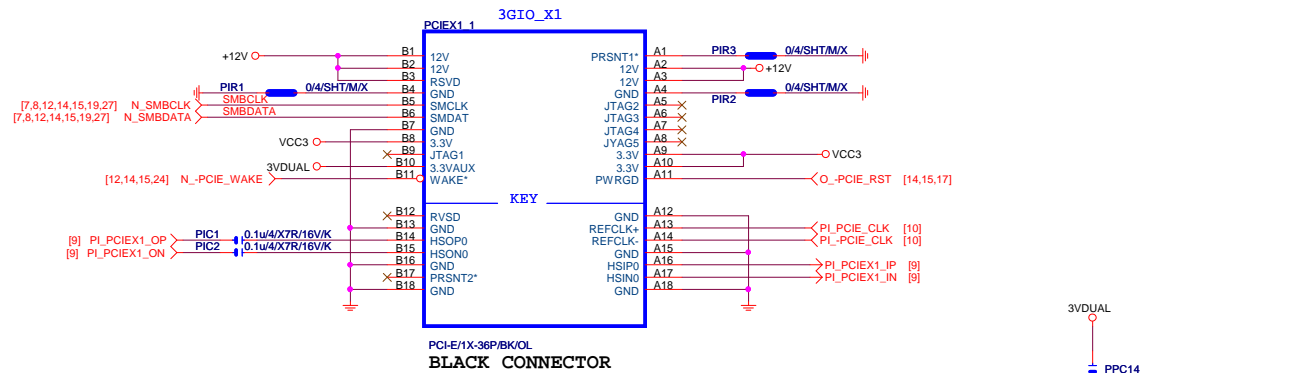 3GIO_X1
PCIEX1_1
+12V B1 12V PRSNT1* A1 PIR3 0/4/SHT/M/X
B2 12V 12V A2 +12V
B3 RSVD 12V A3
PIR1 0/4/SHT/M/X B4 GND GND A4 PIR2 0/4/SHT/M/X
[7,8,12,14,15,19,27] N_SMBCLK SMBCLK B5 SMCLK JTAG2 A5
[7,8,12,14,15,19,27] N_SMBDATA SMBDATA B6 SMDAT JTAG3 A6
B7 GND JTAG4 A7
VCC3 B8 3.3V JYAG5 A8
B9 JTAG1 3.3V A9 VCC3
3VDUAL B10 3.3VAUX 3.3V A10
[12,14,15,24] N_-PCIE_WAKE B11 WAKE* PWRGD A11 O_-PCIE_RST [14,15,17]
KEY
B12 RVSD GND A12
B13 GND REFCLK+ A13 PI_PCIE_CLK [10]
[9] PI_PCIEX1_OP PIC1 0.1u/4/X7R/16V/K B14 HSOP0 REFCLK- A14 PI_-PCIE_CLK [10]
[9] PI_PCIEX1_ON PIC2 0.1u/4/X7R/16V/K B15 HSON0 GND A15
B16 GND HSIP0 A16 PI_PCIEX1_IP [9]
B17 PRSNT2* HSIN0 A17 PI_PCIEX1_IN [9]
B18 GND GND A18
3VDUAL
PCI-E/1X-36P/BK/OL
BLACK CONNECTOR
PPC14